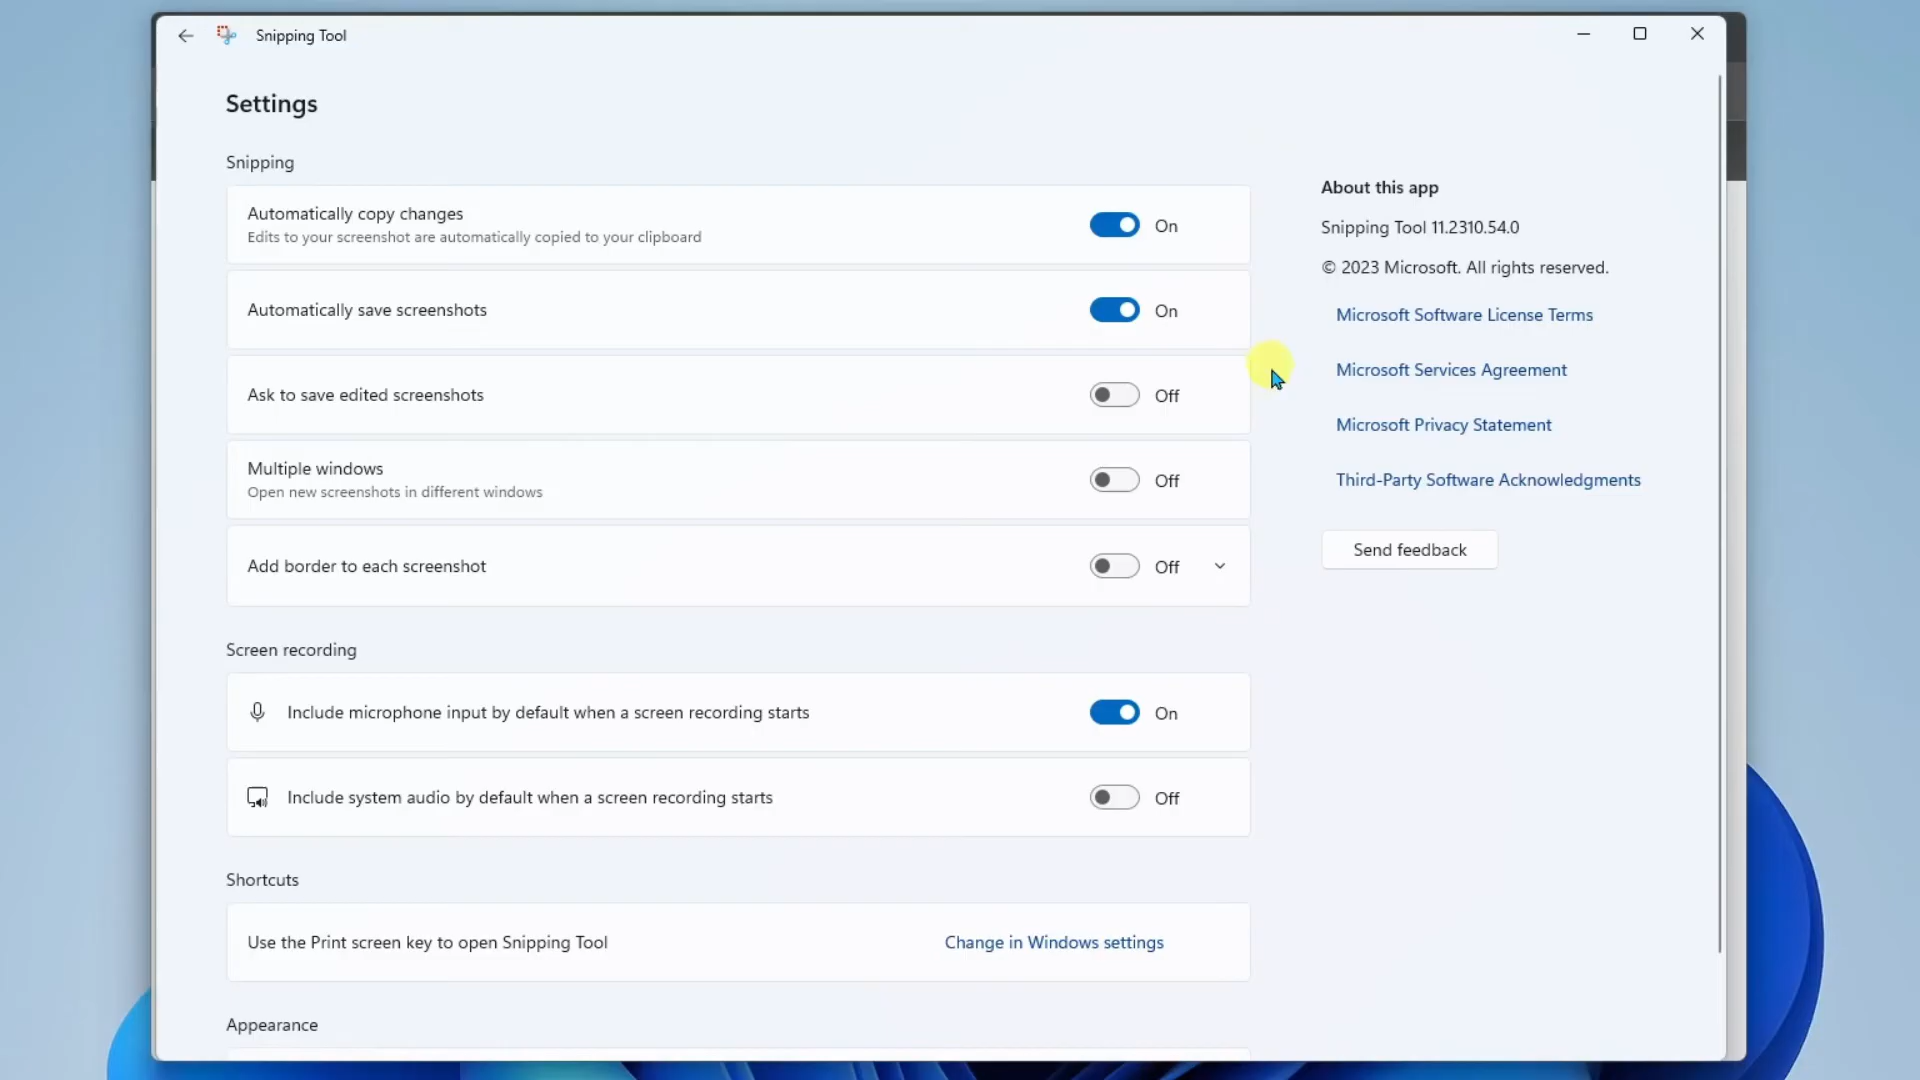 Snipping Tool
Settings
Snipping
Automatically copy changes
Edits to your screenshot are automatically copied to your clipboard
On
Automatically save screenshots
On
Ask to save edited screenshots
Off
Multiple windows
Open new screenshots in different windows
Off
Add border to each screenshot
Off
Screen recording
Include microphone input by default when a screen recording starts
On
Include system audio by default when a screen recording starts
Off
Shortcuts
Use the Print screen key to open Snipping Tool
Change in Windows settings
Appearance
About this app
Snipping Tool 11.2310.54.0
© 2023 Microsoft. All rights reserved.
Microsoft Software License Terms
Microsoft Services Agreement
Microsoft Privacy Statement
Third-Party Software Acknowledgments
Send feedback